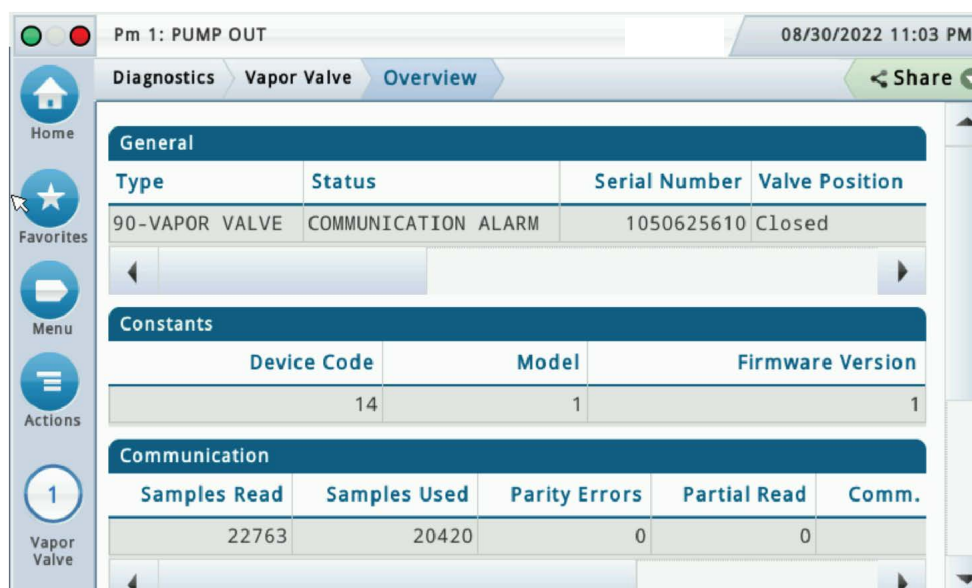 Pm 1: PUMP OUT
08/30/2022 11:03 PM
Diagnostics Vapor Valve Overview
Share
Home
Favorites
Menu
Actions
1
Vapor
Valve
General
Type Status Serial Number Valve Position
90-VAPOR VALVE COMMUNICATION ALARM 1050625610 Closed
Constants
Device Code Model Firmware Version
14 1 1
Communication
Samples Read Samples Used Parity Errors Partial Read Comm.
22763 20420 0 0